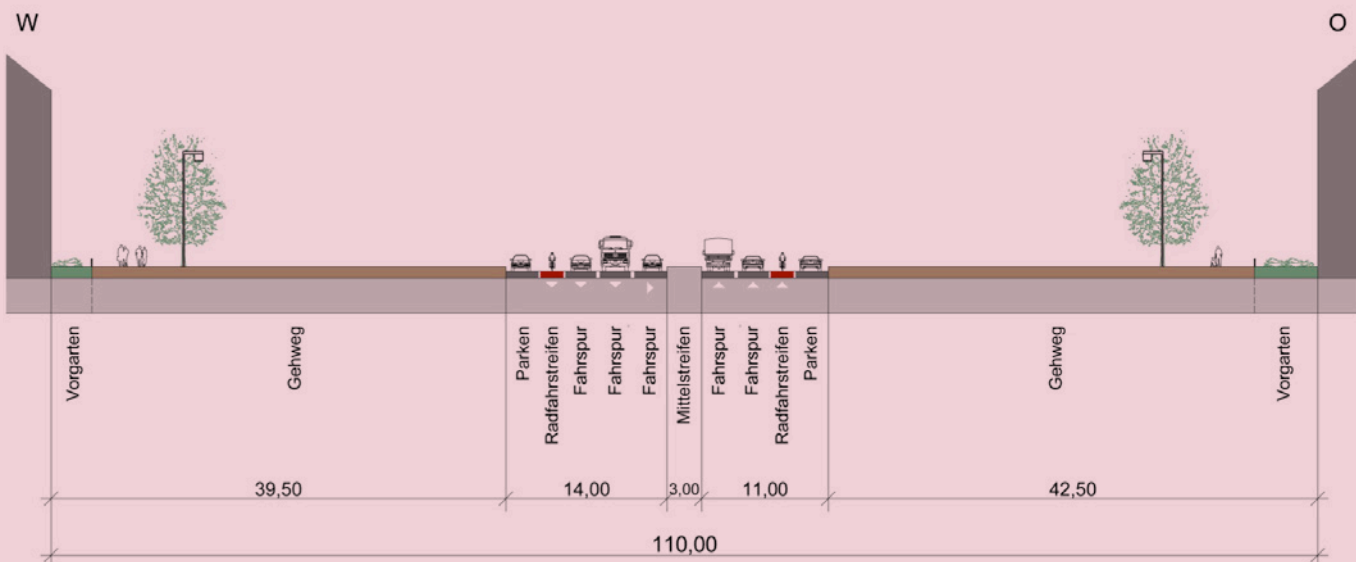 W
O
Vorgarten
Gehweg
Parken
Radfahrstreifen
Fahrspur
Fahrspur
Fahrspur
Mittelstreifen
Fahrspur
Fahrspur
Radfahrstreifen
Parken
Gehweg
Vorgarten
39,50
14,00
3,00
11,00
42,50
110,00